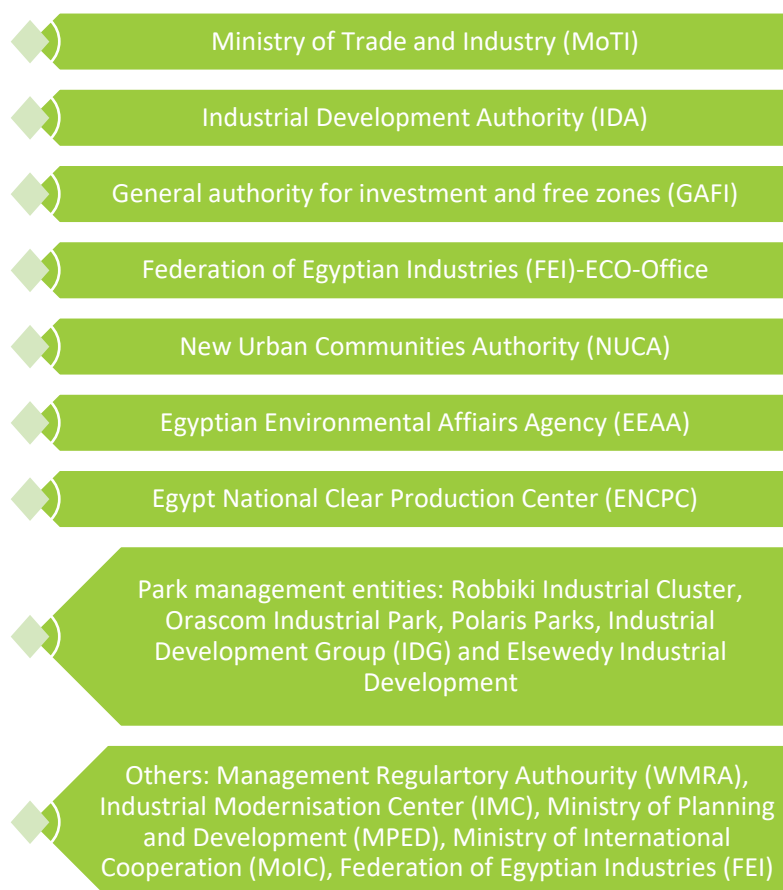 Ministry of Trade and Industry (MoTI)
Industrial Development Authority (IDA)
General authority for investment and free zones (GAFI)
Federation of Egyptian Industries (FEI)-ECO-Office
New Urban Communities Authority (NUCA)
Egyptian Environmental Affiairs Agency (EEAA)
Egypt National Clear Production Center (ENCPC)
Park management entities: Robbiki Industrial Cluster,
Orascom Industrial Park, Polaris Parks, Industrial
Development Group (IDG) and Elsewedy Industrial
Development
Others: Management Regulartory Authourity (WMRA),
Industrial Modernisation Center (IMC), Ministry of Planning
and Development (MPED), Ministry of International
Cooperation (MoIC), Federation of Egyptian Industries (FEI)